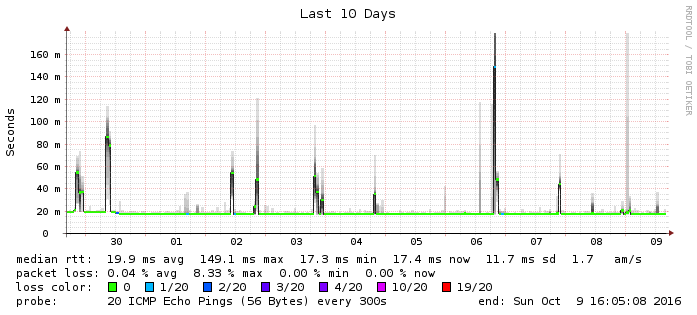 Last 10 Days
RRDTOOL / TOBI OETIKER
Seconds
160 m
140 m
120 m
100 m
80 m
60 m
40 m
20 m
0
30 01 02 03 04 05 06 07 08 09
median rtt: 19.9 ms avg 149.1 ms max 17.3 ms min 17.4 ms now 11.7 ms sd 1.7 am/s
packet loss: 0.04 % avg 8.33 % max 0.00 % min 0.00 % now
loss color: 0 1/20 2/20 3/20 4/20 10/20 19/20
probe: 20 ICMP Echo Pings (56 Bytes) every 300s end: Sun Oct 9 16:05:08 2016